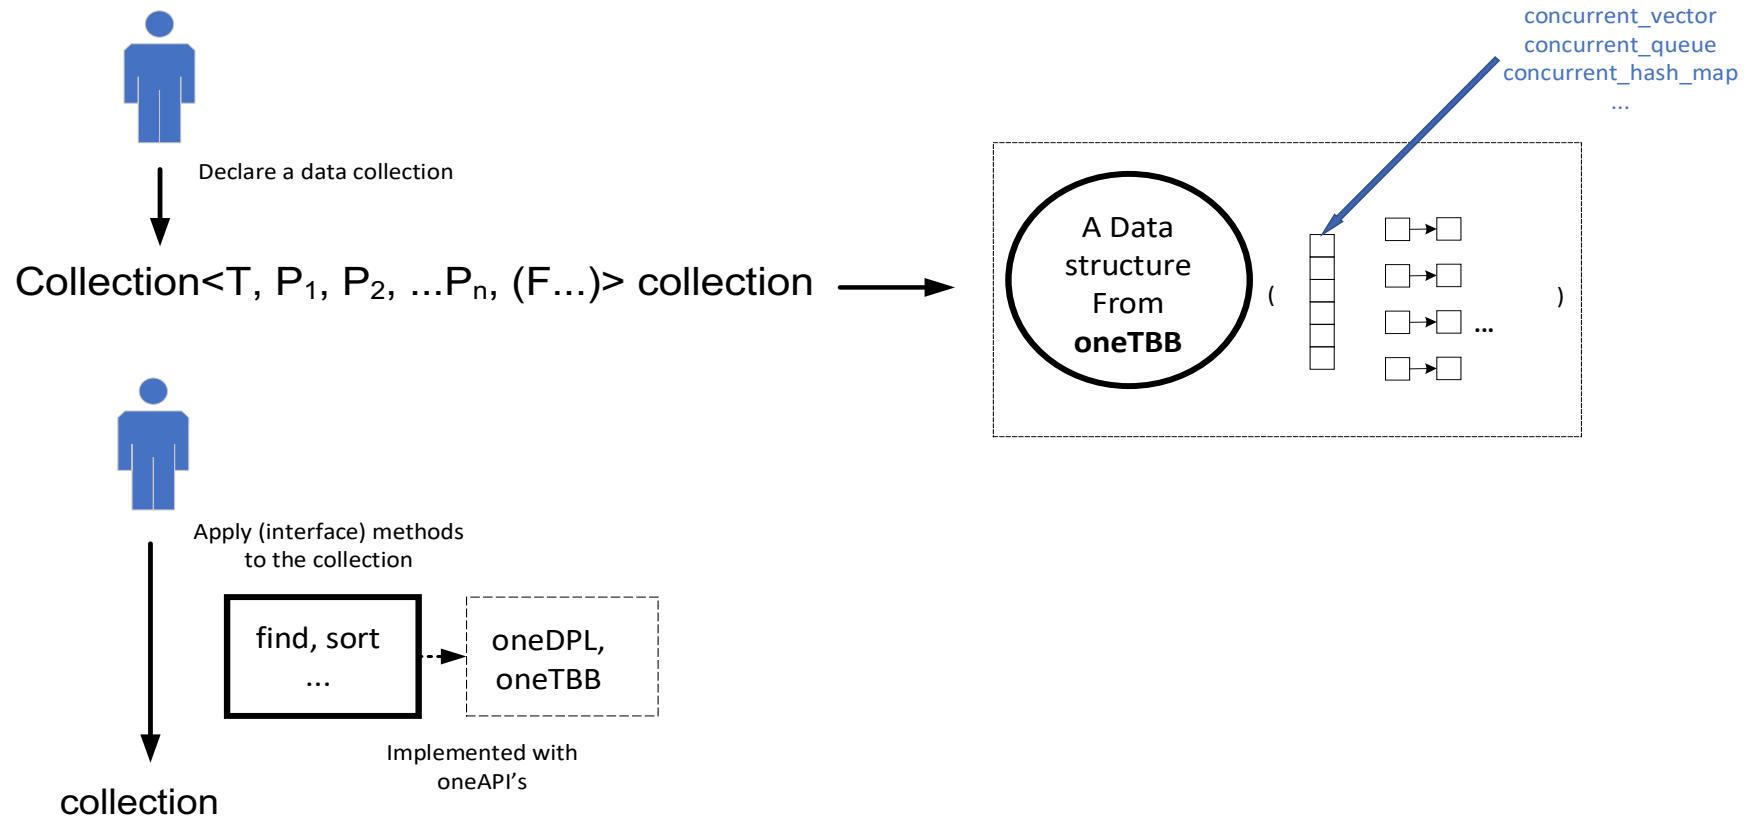 concurrent_vector
concurrent_queue
concurrent_hash_map
...
Declare a data collection
Collection<T, P1, P2, ...Pn, (F...)> collection
A Data
structure
From
oneTBB
(
...
)
Apply (interface) methods
to the collection
find, sort
...
oneDPL,
oneTBB
Implemented with
oneAPI’s
collection